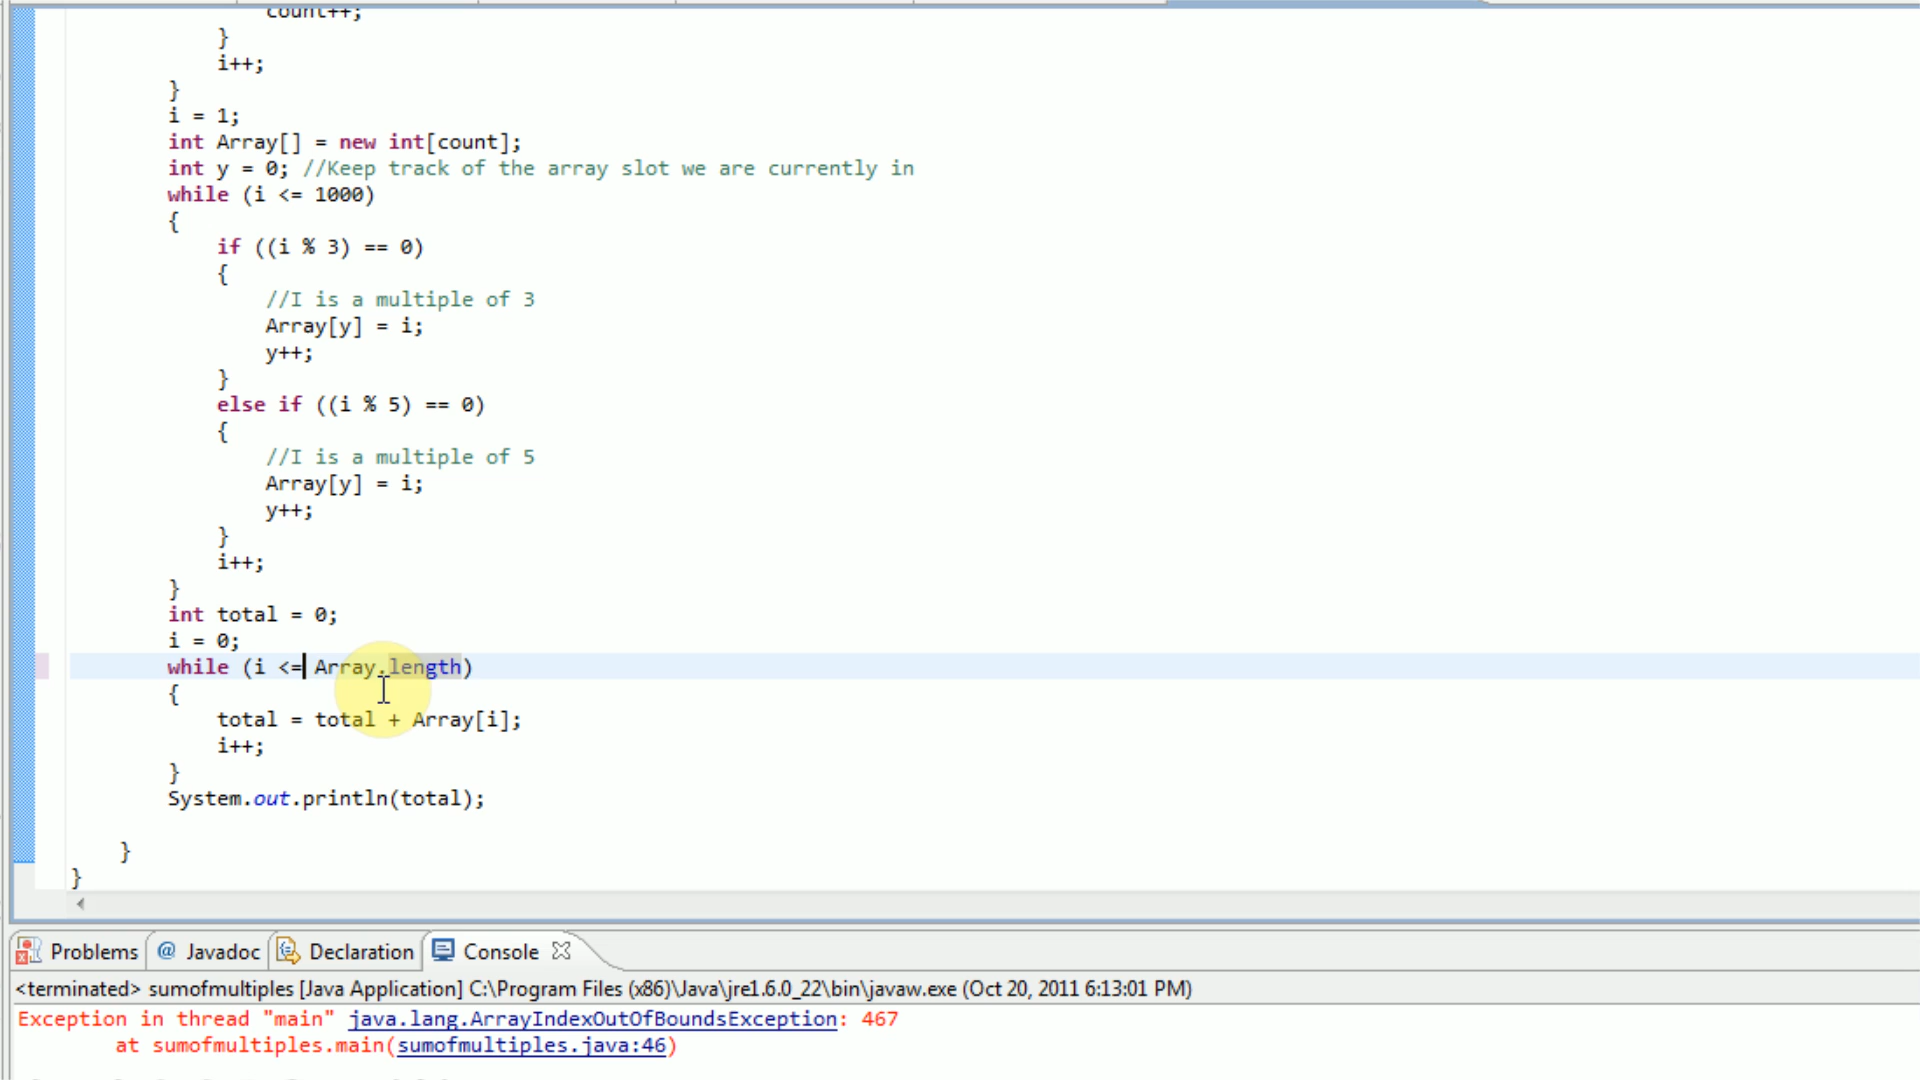 count++;
}
i++;
}
i = 1;
int Array[] = new int[count];
int y = 0; //Keep track of the array slot we are currently in
while (i <= 1000)
{
if ((i % 3) == 0)
{
//I is a multiple of 3
Array[y] = i;
y++;
}
else if ((i % 5) == 0)
{
//I is a multiple of 5
Array[y] = i;
y++;
}
i++;
}
int total = 0;
i = 0;
while (i <= Array.length)
{
total = total + Array[i];
i++;
}
System.out.println(total);
}
}
Problems @ Javadoc Declaration Console
<terminated> sumofmultiples [Java Application] C:\Program Files (x86)\Java\jre1.6.0_22\bin\javaw.exe (Oct 20, 2011 6:13:01 PM)
Exception in thread "main" java.lang.ArrayIndexOutOfBoundsException: 467
at sumofmultiples.main(sumofmultiples.java:46)